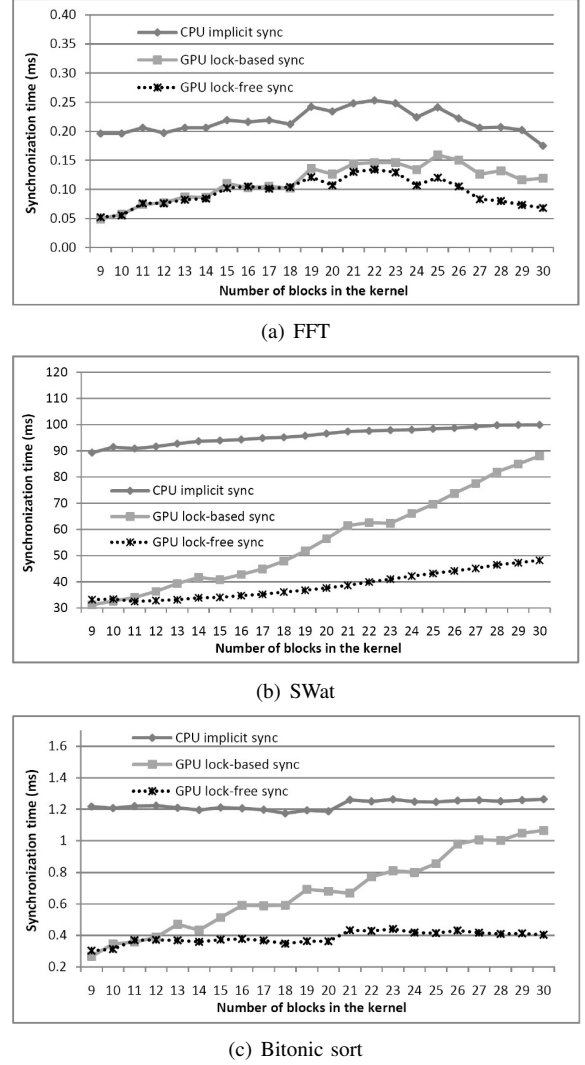 0.40
0.35
0.30
0.25
0.20
0.15
0.10
0.05
0.00
Synchronization time (ms)
CPU implicit sync
GPU lock-based sync
GPU lock-free sync
9 10 11 12 13 14 15 16 17 18 19 20 21 22 23 24 25 26 27 28 29 30
Number of blocks in the kernel
(a) FFT
120
110
100
90
80
70
60
50
40
30
Synchronization time (ms)
CPU implicit sync
GPU lock-based sync
GPU lock-free sync
9 10 11 12 13 14 15 16 17 18 19 20 21 22 23 24 25 26 27 28 29 30
Number of blocks in the kernel
(b) SWat
1.6
1.4
1.2
1
0.8
0.6
0.4
0.2
Synchronization time (ms)
CPU implicit sync
GPU lock-based sync
GPU lock-free sync
9 10 11 12 13 14 15 16 17 18 19 20 21 22 23 24 25 26 27 28 29 30
Number of blocks in the kernel
(c) Bitonic sort